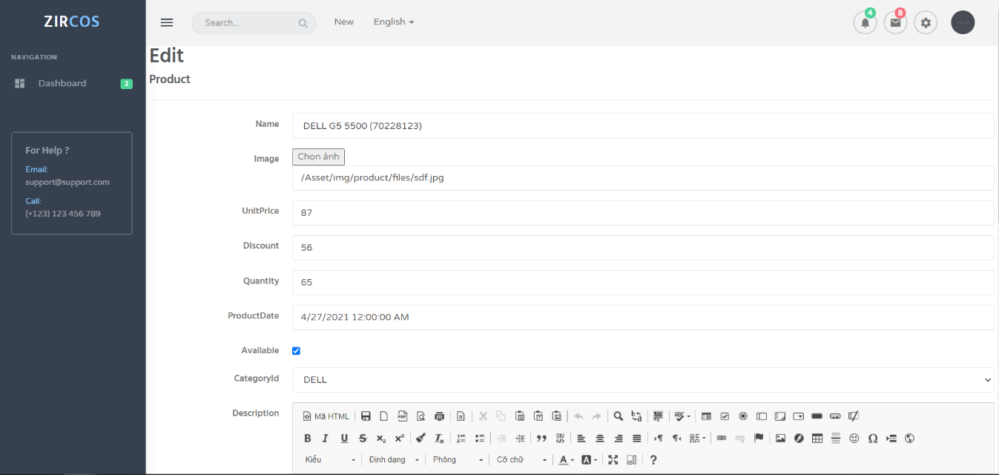 ZIRCOS
Search...
New
English
4
8
NAVIGATION
Dashboard
2
For Help ?
Email:
support@support.com
Call:
(+123) 123 456 789
Edit
Product
Name
DELL G5 5500 (70228123)
Image
Chọn ảnh
/Asset/img/product/files/sdf.jpg
UnitPrice
87
Discount
56
Quantity
65
ProductDate
4/27/2021 12:00:00 AM
Available
CategoryId
DELL
Description
Mã HTML
Kiểu
Định dạng
Phông
Cỡ chữ